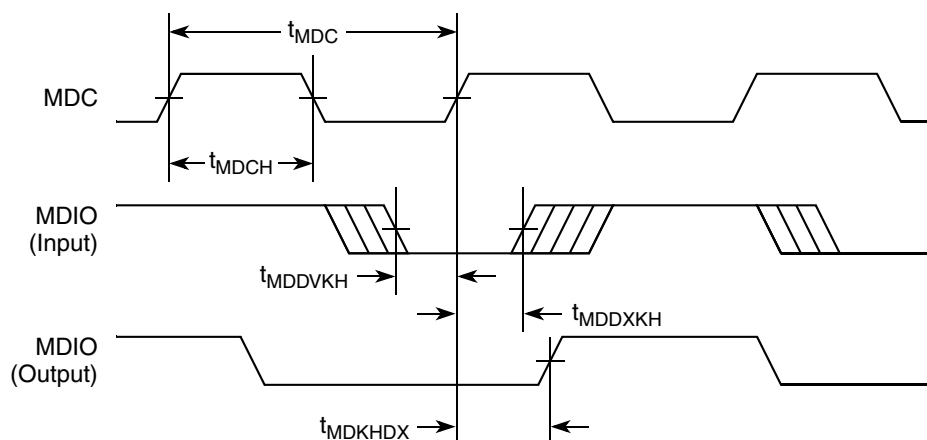 tMDC
MDC
tMDCH
MDIO
(Input)
tMDDVKH
tMDDXKH
MDIO
(Output)
tMDKHDX